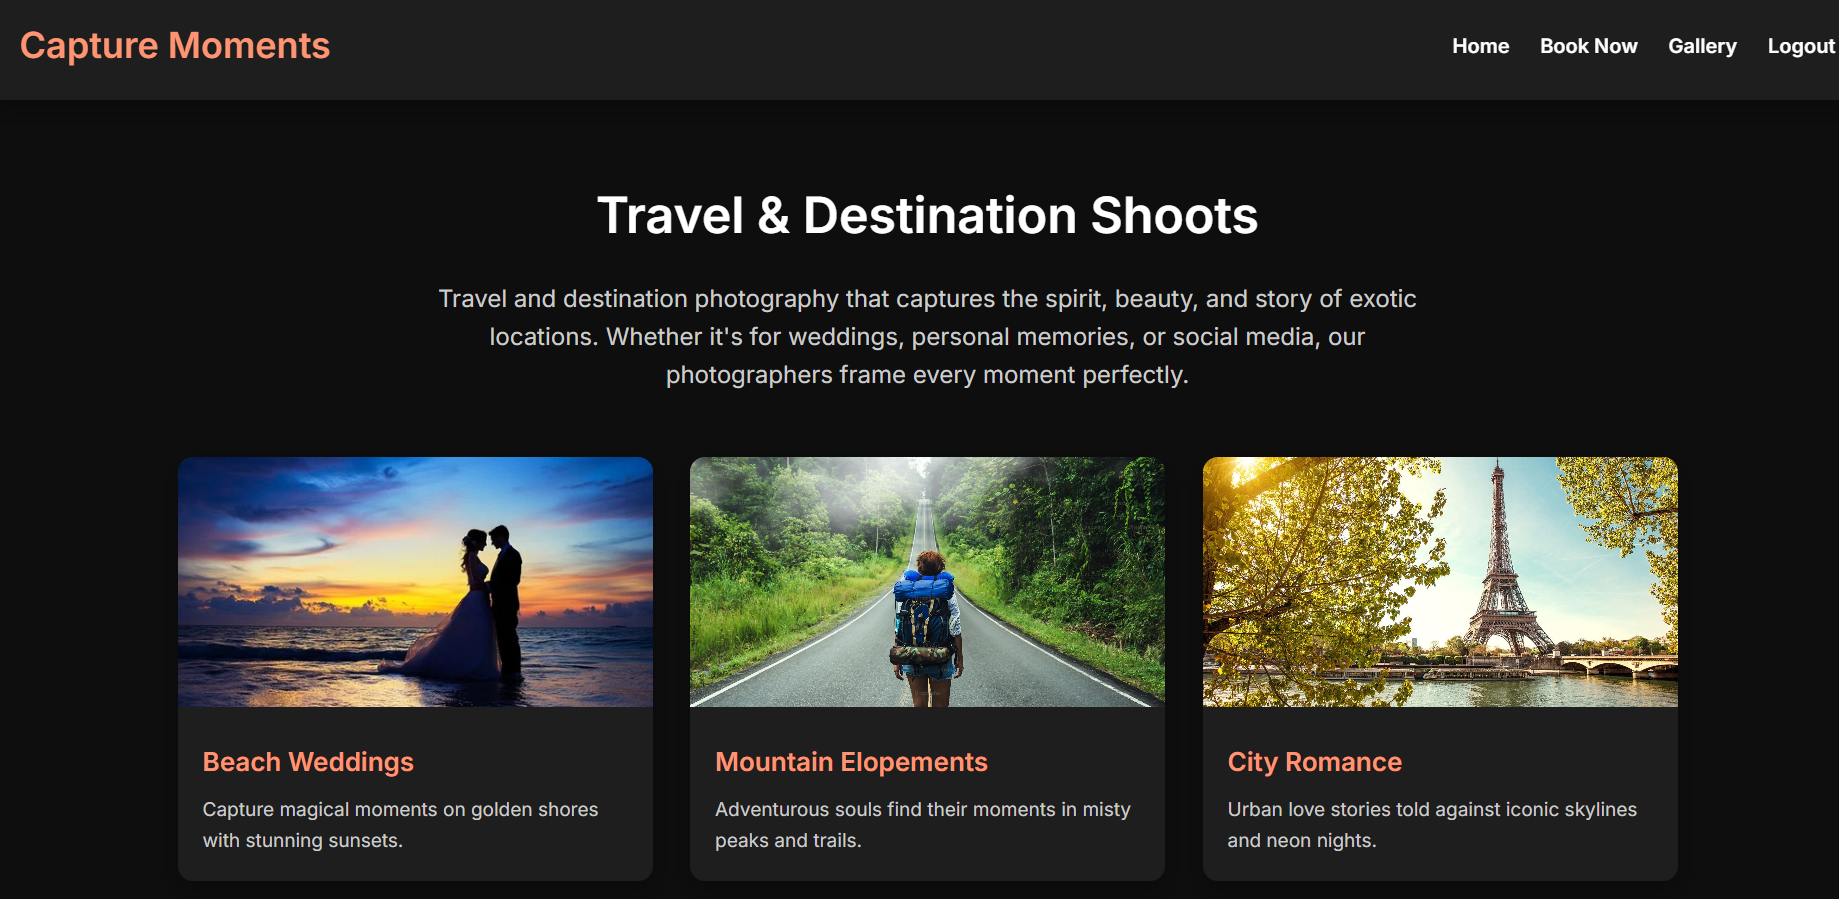 Capture Moments
Home Book Now Gallery Logout
Travel & Destination Shoots
Travel and destination photography that captures the spirit, beauty, and story of exotic
locations. Whether it's for weddings, personal memories, or social media, our
photographers frame every moment perfectly.
Beach Weddings
Capture magical moments on golden shores
with stunning sunsets.
Mountain Elopements
Adventurous souls find their moments in misty
peaks and trails.
City Romance
Urban love stories told against iconic skylines
and neon nights.